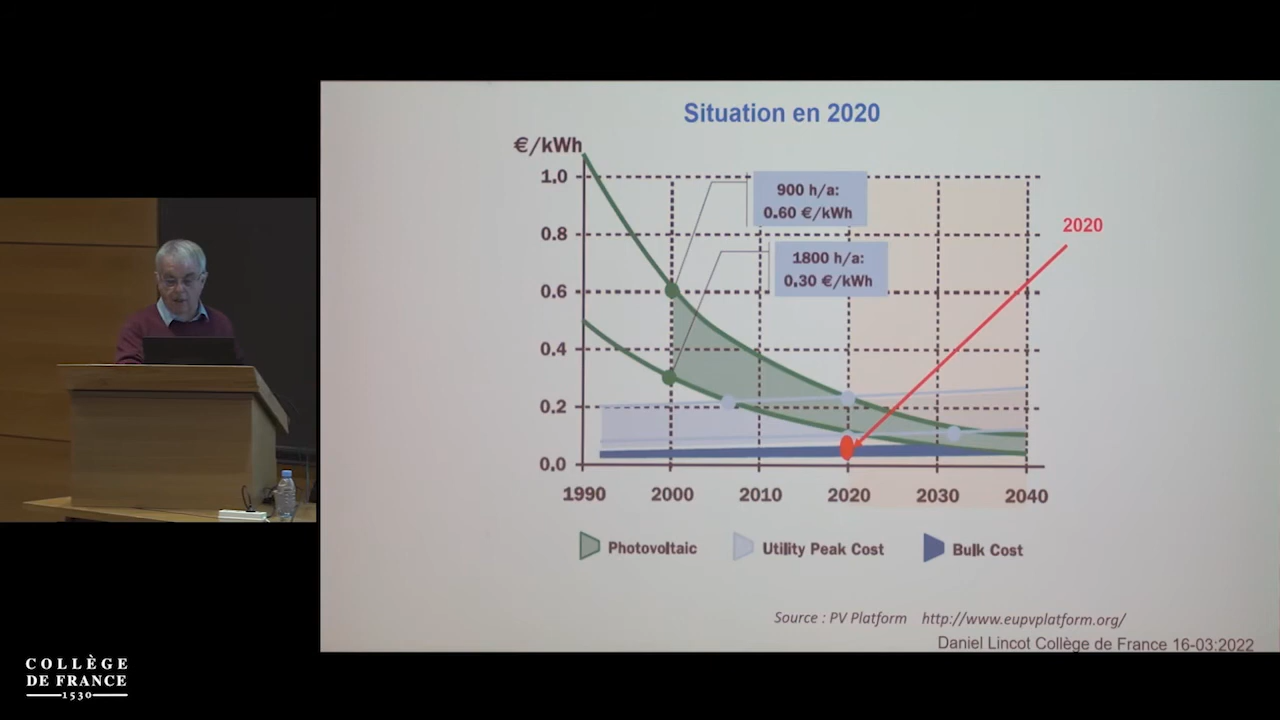 Situation en 2020
€/kWh
1.0
0.8
0.6
0.4
0.2
0.0
900 h/a:
0.60 €/kWh
1800 h/a:
0.30 €/kWh
2020
1990 2000 2010 2020 2030 2040
Photovoltaic Utility Peak Cost Bulk Cost
Source : PV Platform http://www.eupvplatform.org/
Daniel Lincot Collège de France 16-03:2022
COLLÈGE
DE FRANCE
1530